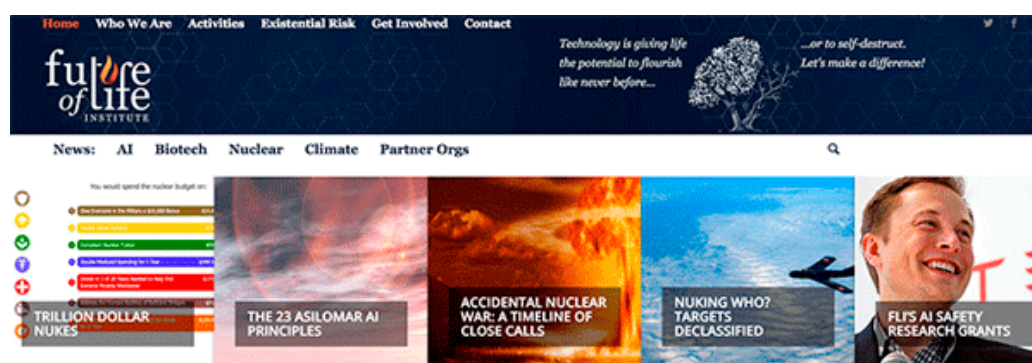 Home Who We Are Activities Existential Risk Get Involved Contact
future
of life
INSTITUTE
Technology is giving life
the potential to flourish
like never before...
...or to self-destruct.
Let's make a difference!
News: AI Biotech Nuclear Climate Partner Orgs
You would spend the nuclear budget on:
TRILLION DOLLAR
NUKES
THE 23 ASILOMAR AI
PRINCIPLES
ACCIDENTAL NUCLEAR
WAR: A TIMELINE OF
CLOSE CALLS
NUKING WHO?
TARGETS
DECLASSIFIED
FLI'S AI SAFETY
RESEARCH GRANTS